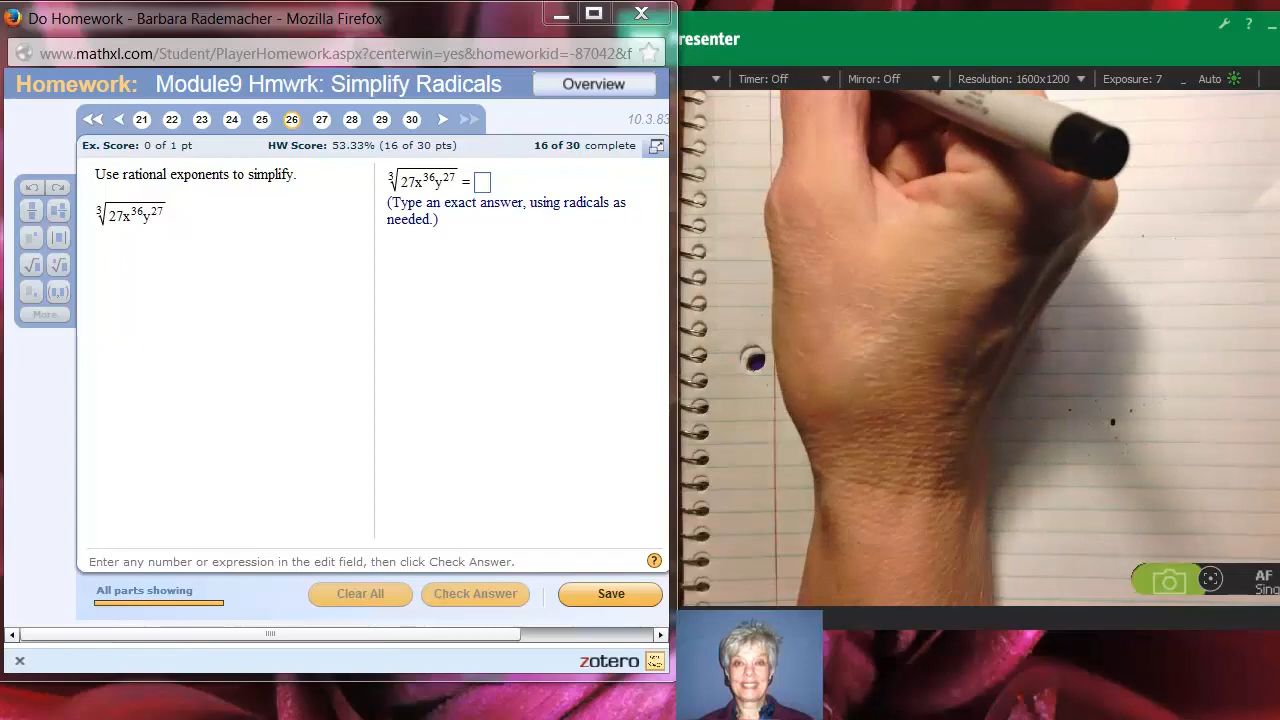 Do Homework - Barbara Rademacher - Mozilla Firefox
www.mathxl.com/Student/PlayerHomework.aspx?centerwin=yes&homeworkid=-87042&f
Homework: Module9 Hmwrk: Simplify Radicals
Overview
21 22 23 24 25 26 27 28 29 30
10.3.83
Ex. Score: 0 of 1 pt
HW Score: 53.33% (16 of 30 pts)
16 of 30 complete
Use rational exponents to simplify.
∛27x³⁶y²⁷
∛27x³⁶y²⁷ =
(Type an exact answer, using radicals as
needed.)
More
Enter any number or expression in the edit field, then click Check Answer.
?
All parts showing
Clear All
Check Answer
Save
zotero
resenter
?
Timer: Off
Mirror: Off
Resolution: 1600x1200
Exposure: 7
Auto
AF
Sing